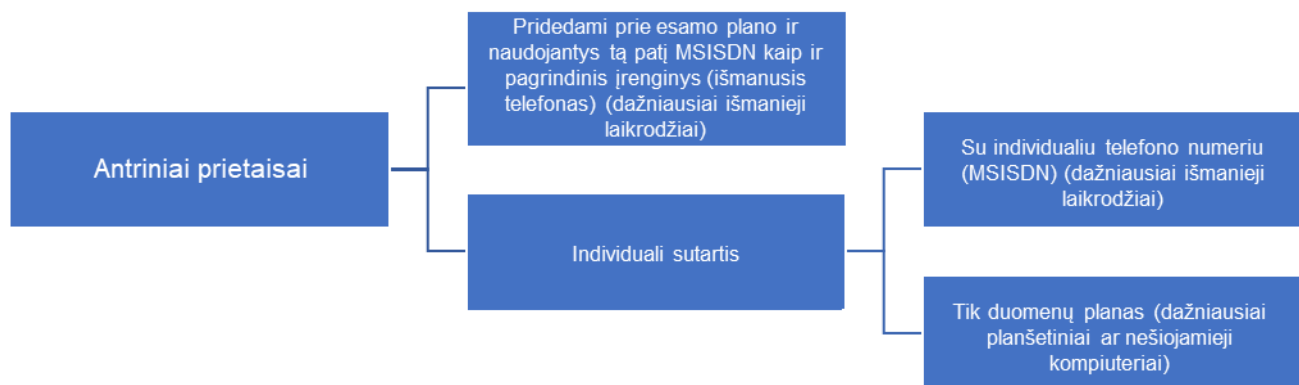 Pridedami prie esamo plano ir
naudojantys tą patį MSISDN kaip ir
pagrindinis įrenginys (išmanusis
telefonas) (dažniausiai išmanieji
laikrodžiai)
Antriniai prietaisai
Su individualiu telefono numeriu
(MSISDN) (dažniausiai išmanieji
laikrodžiai)
Individuali sutartis
Tik duomenų planas (dažniausiai
planšetiniai ar nešiojamieji
kompiuteriai)